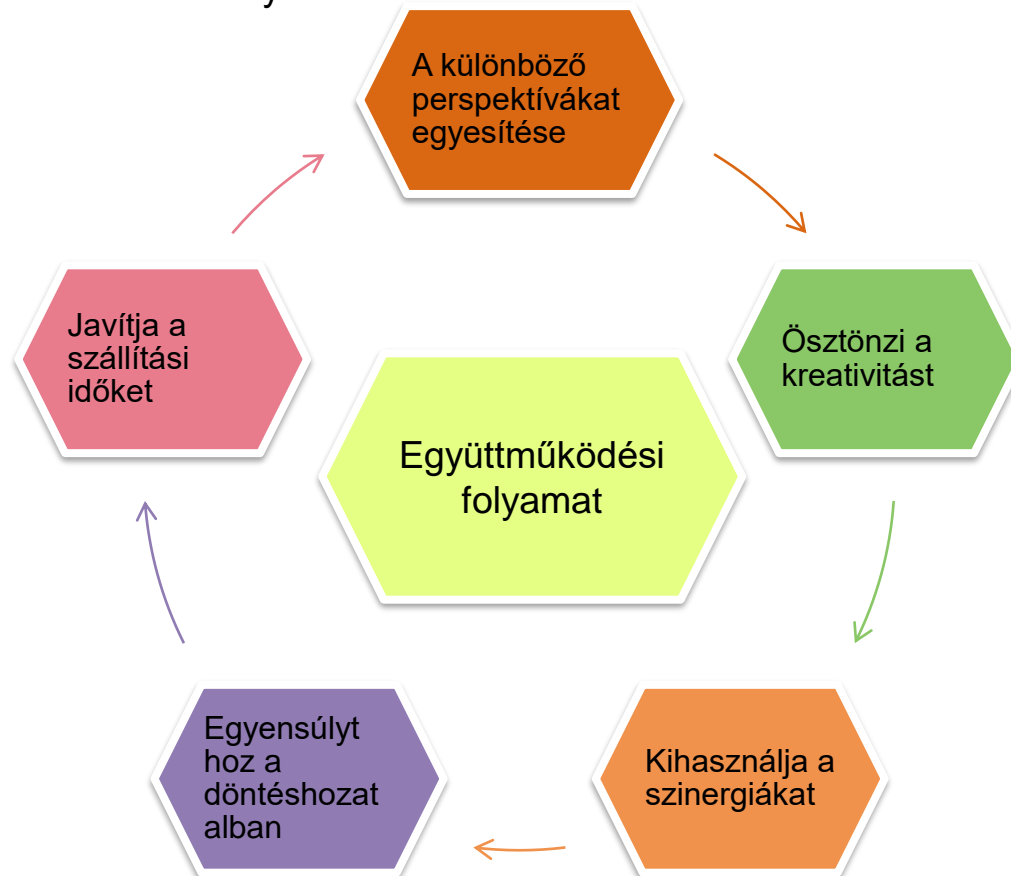 A különböző
perspektívákat
egyesítése
Ösztönzi a
kreativitást
Kihasználja a
szinergiákat
Egyensúlyt
hoz a
döntéshozat
alban
Javítja a
szállítási
időket
Együttműködési
folyamat